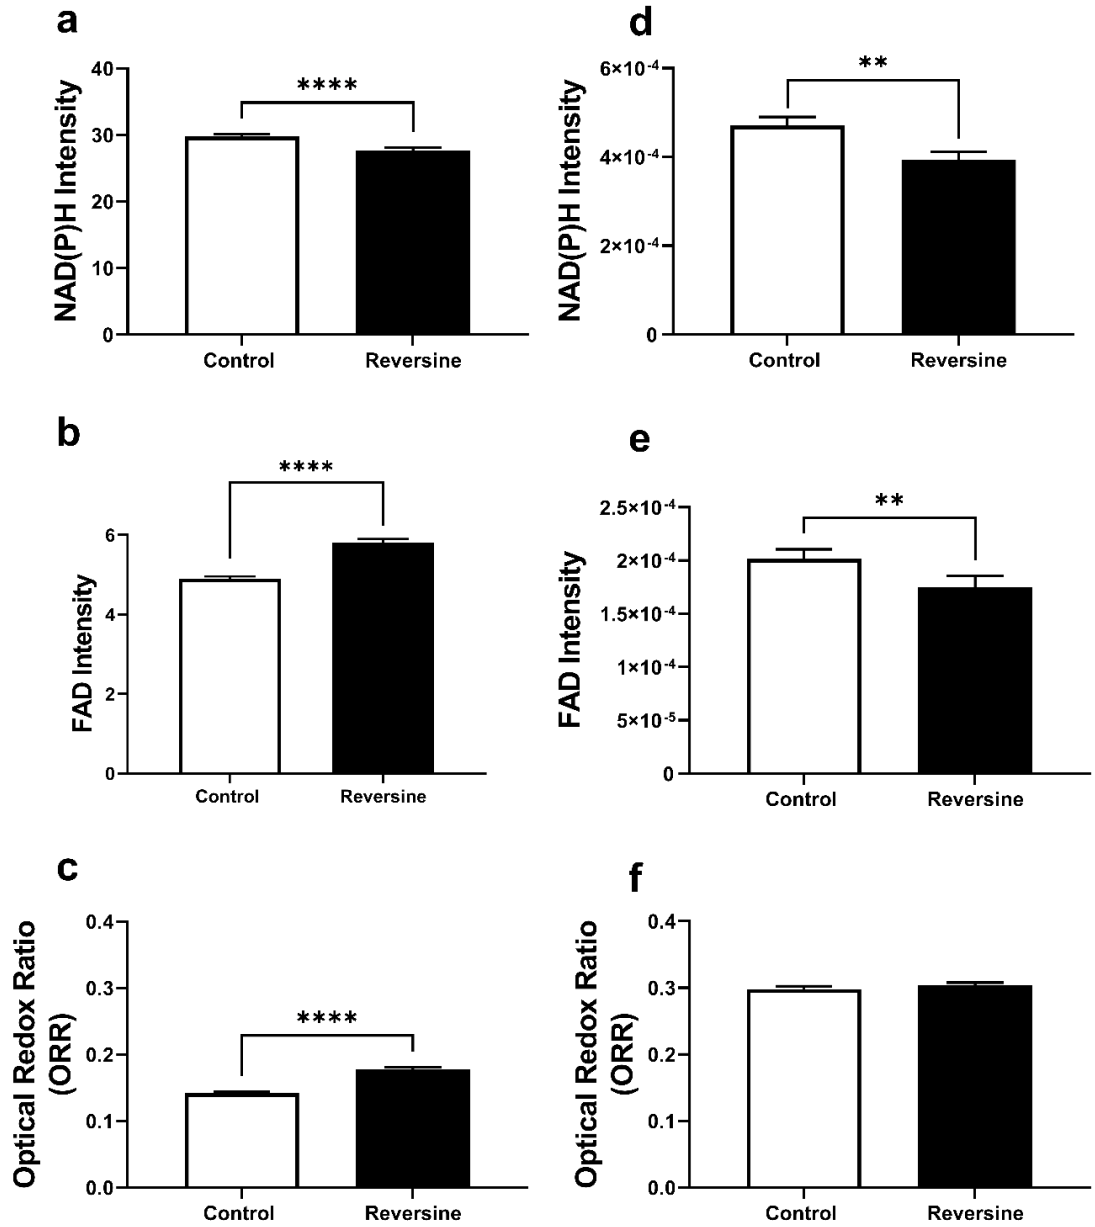 a
NAD(P)H Intensity
40
30
20
10
0
****
Control
Reversine
d
NAD(P)H Intensity
6×10⁻⁴
4×10⁻⁴
2×10⁻⁴
0
**
Control
Reversine
b
FAD Intensity
6
4
2
0
****
Control
Reversine
e
FAD Intensity
2.5×10⁻⁴
2×10⁻⁴
1.5×10⁻⁴
1×10⁻⁴
5×10⁻⁵
0
**
Control
Reversine
c
Optical Redox Ratio
(ORR)
0.4
0.3
0.2
0.1
0.0
****
Control
Reversine
f
Optical Redox Ratio
(ORR)
0.4
0.3
0.2
0.1
0.0
Control
Reversine